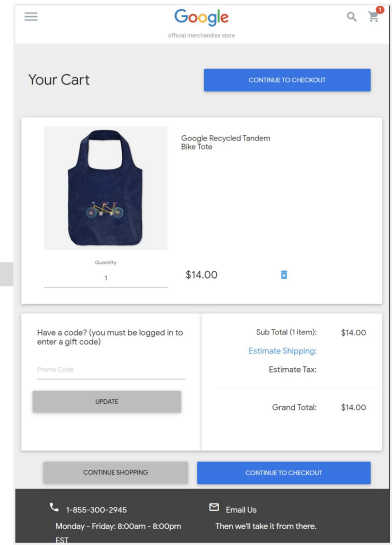 1
Google
official merchandise store
Your Cart
CONTINUE TO CHECKOUT
Google Recycled Tandem
Bike Tote
Quantity
1
$14.00
Have a code? (you must be logged in to
enter a gift code)
Promo Code
UPDATE
Sub Total (1 item): $14.00
Estimate Shipping:
Estimate Tax:
Grand Total: $14.00
CONTINUE SHOPPING
CONTINUE TO CHECKOUT
1-855-300-2945
Monday - Friday: 8:00am - 8:00pm
EST
Email Us
Then we'll take it from there.